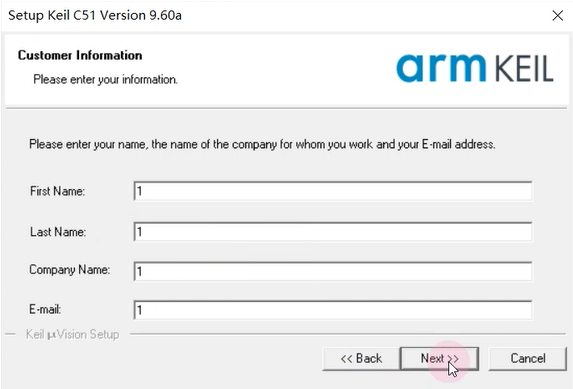 Setup Keil C51 Version 9.60a
Customer Information
Please enter your information.
arm KEIL
Please enter your name, the name of the company for whom you work and your E-mail address.
First Name: 1
Last Name: 1
Company Name: 1
E-mail: 1
Keil µVision Setup
<< Back Next >> Cancel